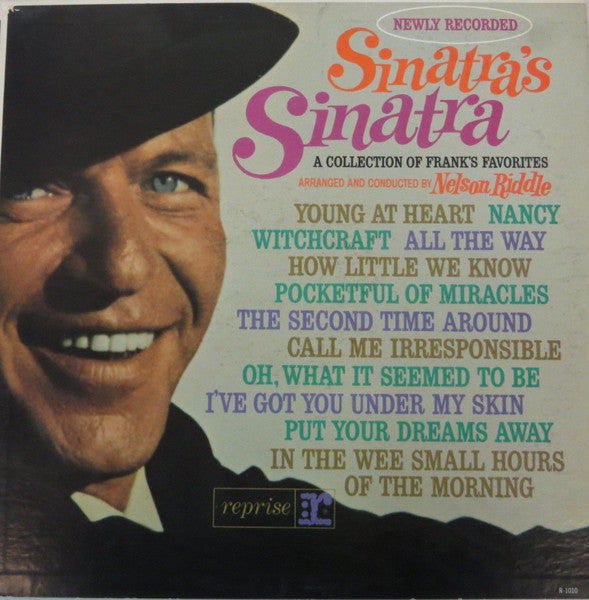 NEWLY RECORDED
Sinatra's
Sinatra
A COLLECTION OF FRANK'S FAVORITES
ARRANGED AND CONDUCTED BY Nelson Riddle
YOUNG AT HEART NANCY
WITCHCRAFT ALL THE WAY
HOW LITTLE WE KNOW
POCKETFUL OF MIRACLES
THE SECOND TIME AROUND
CALL ME IRRESPONSIBLE
OH, WHAT IT SEEMED TO BE
I'VE GOT YOU UNDER MY SKIN
PUT YOUR DREAMS AWAY
IN THE WEE SMALL HOURS
OF THE MORNING
reprise r
R-1010